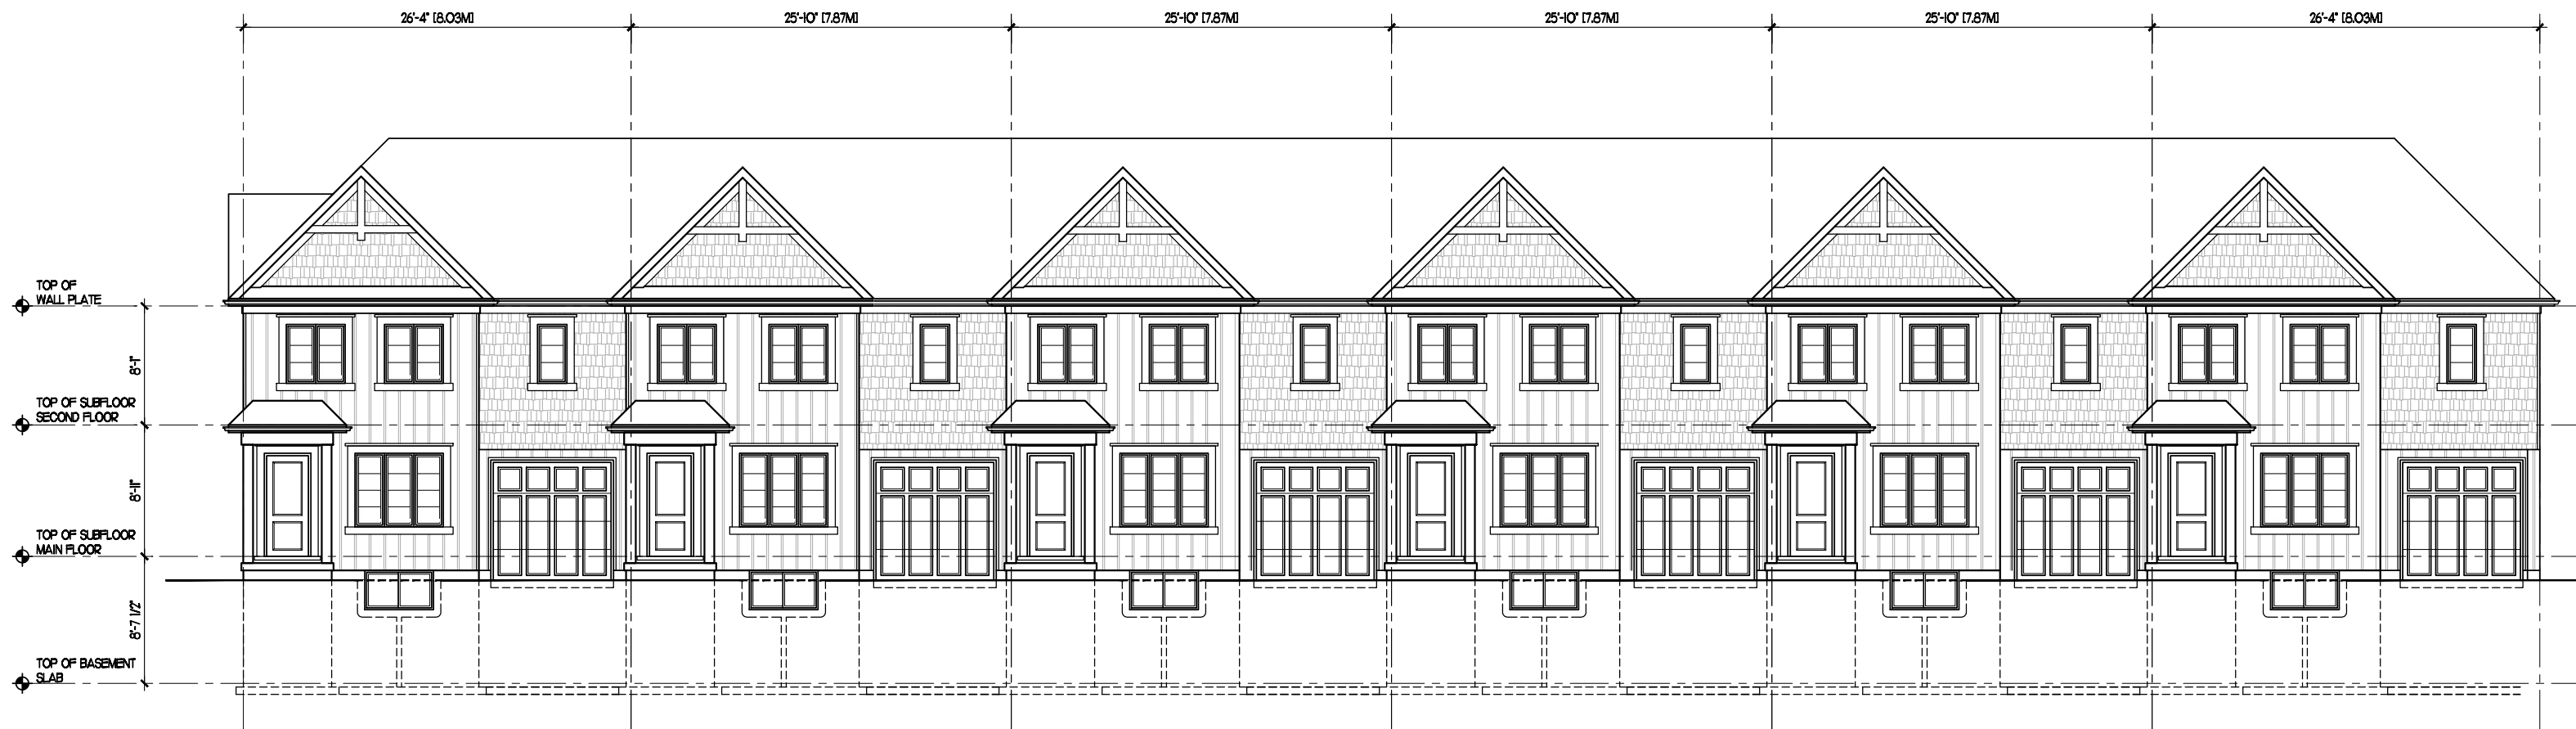 26'-4" [8.03M]
25'-10" [7.87M]
25'-10" [7.87M]
25'-10" [7.87M]
25'-10" [7.87M]
26'-4" [8.03M]
TOP OF
WALL PLATE
8'-1"
TOP OF SUBFLOOR
SECOND FLOOR
8'-11"
TOP OF SUBFLOOR
MAIN FLOOR
8'-7 1/2"
TOP OF BASEMENT
SLAB